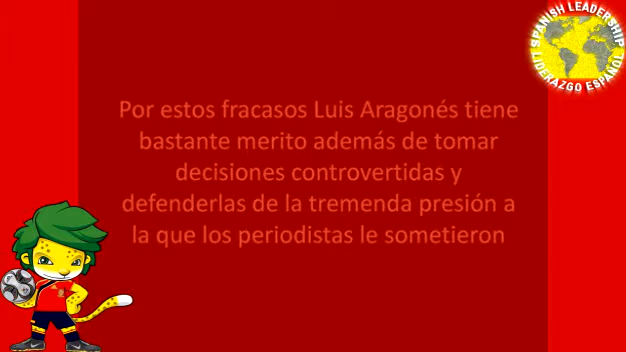 SPANISH LEADERSHIP
LIDERAZGO ESPAÑOL
Por estos fracasos Luis Aragonés tiene
bastante merito además de tomar
decisiones controvertidas y
defenderlas de la tremenda presión a
la que los periodistas le sometieron